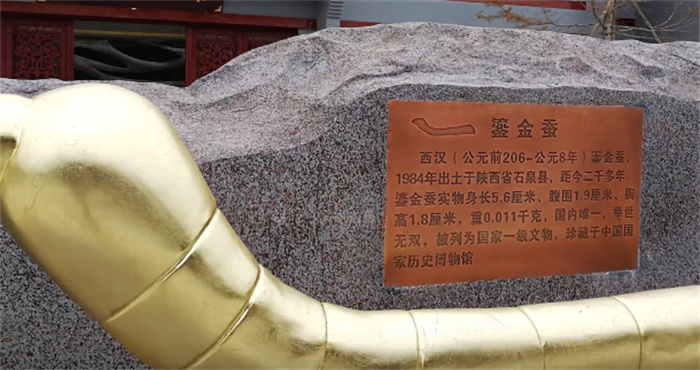 鎏金蚕
西汉（公元前206-公元8年）鎏金蚕，
1984年出土于陕西省石泉县，距今二千多年，
鎏金蚕实物身长5.6厘米、腹围1.9厘米、胸
高1.8厘米，重0.011千克，国内唯一，举世
无双，被列为国家一级文物，珍藏于中国国
家历史博物馆